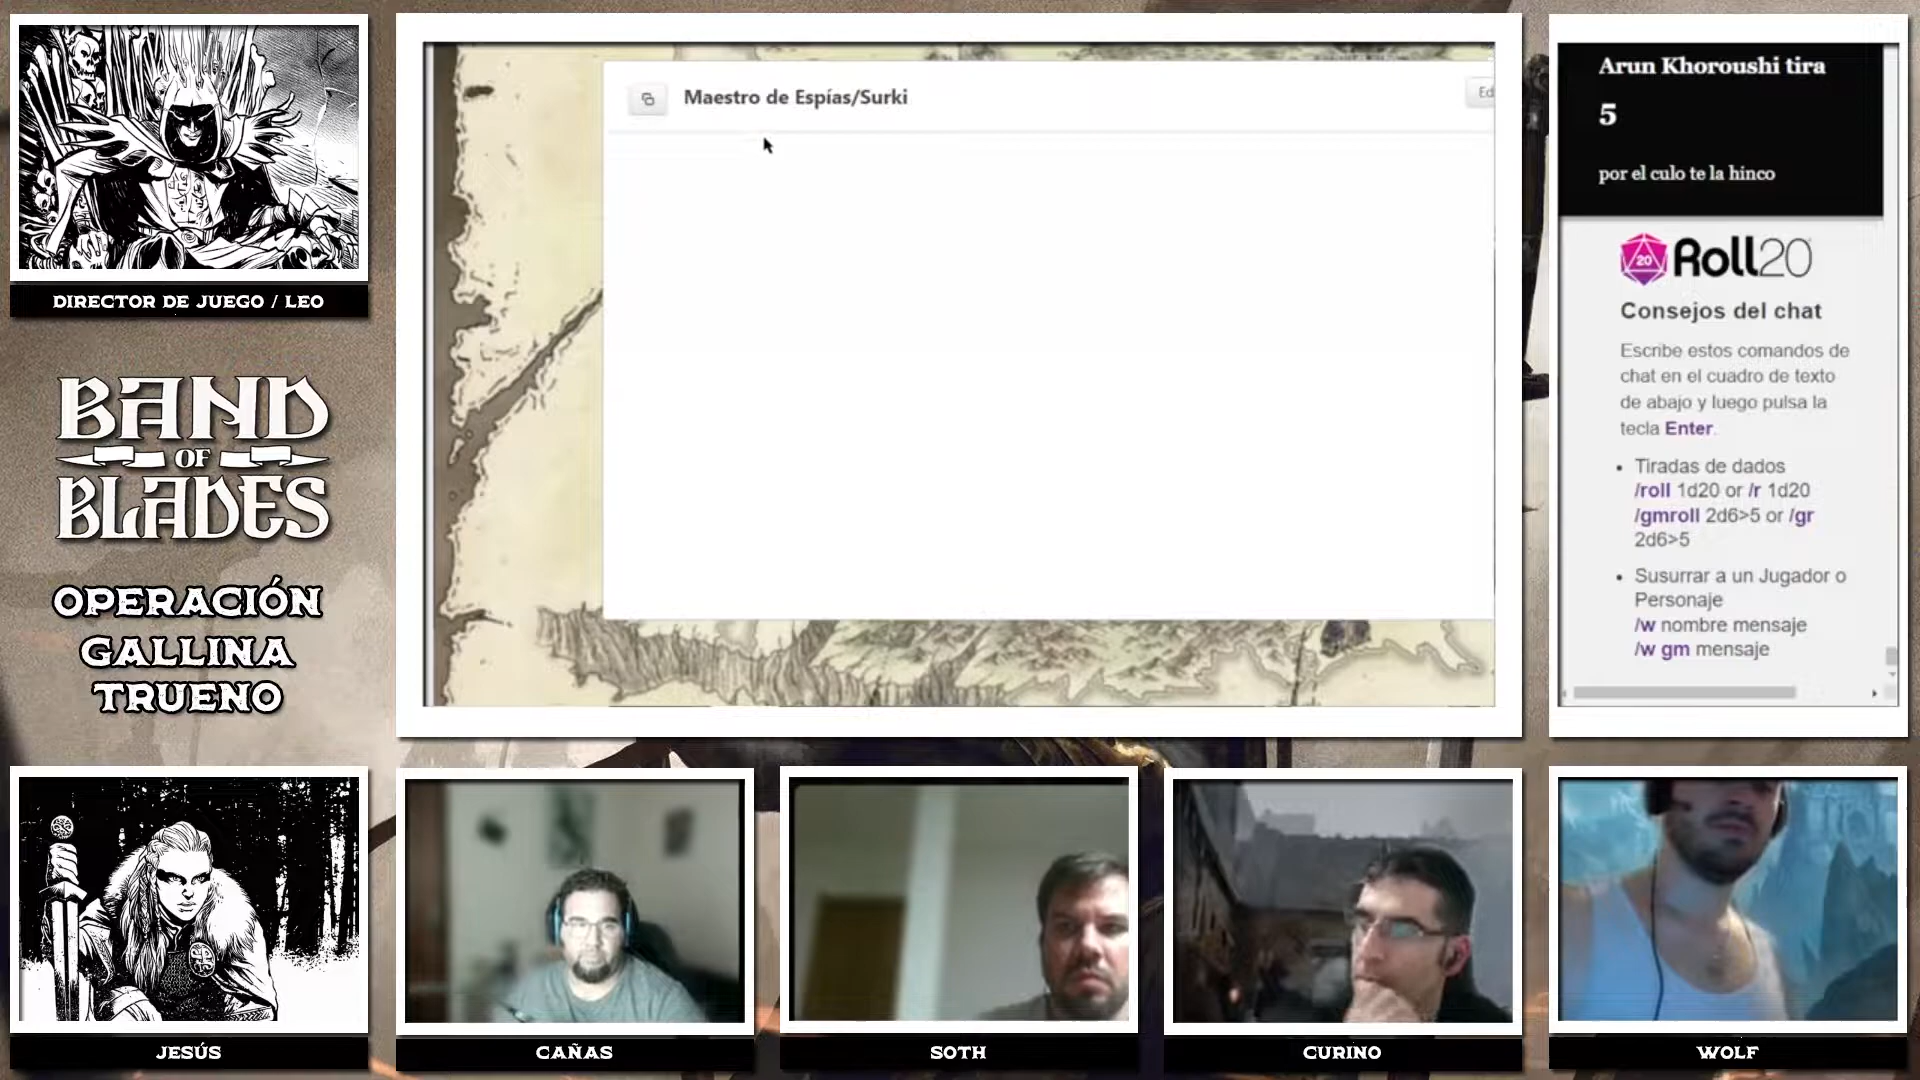 DIRECTOR DE JUEGO / LEO
BAND
OF
BLADES
OPERACIÓN
GALLINA
TRUENO
Maestro de Espías/Surki
Ed
Arun Khoroushi tira
5
por el culo te la hinco
20
Roll20
Consejos del chat
Escribe estos comandos de
chat en el cuadro de texto
de abajo y luego pulsa la
tecla Enter.
• Tiradas de dados
/roll 1d20 or /r 1d20
/gmroll 2d6>5 or /gr
2d6>5
• Susurrar a un Jugador o
Personaje
/w nombre mensaje
/w gm mensaje
JESÚS
CAÑAS
SOTH
CURINO
WOLF